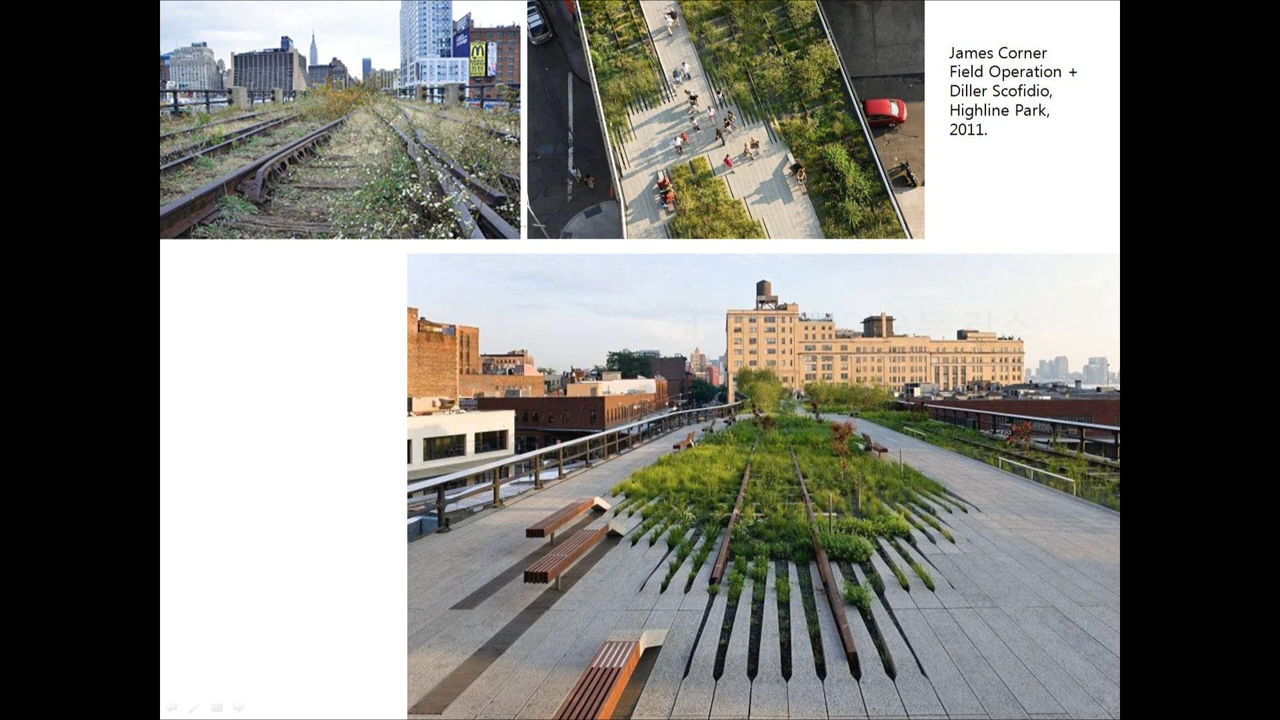 James Corner
Field Operation +
Diller Scofidio,
Highline Park,
2011.